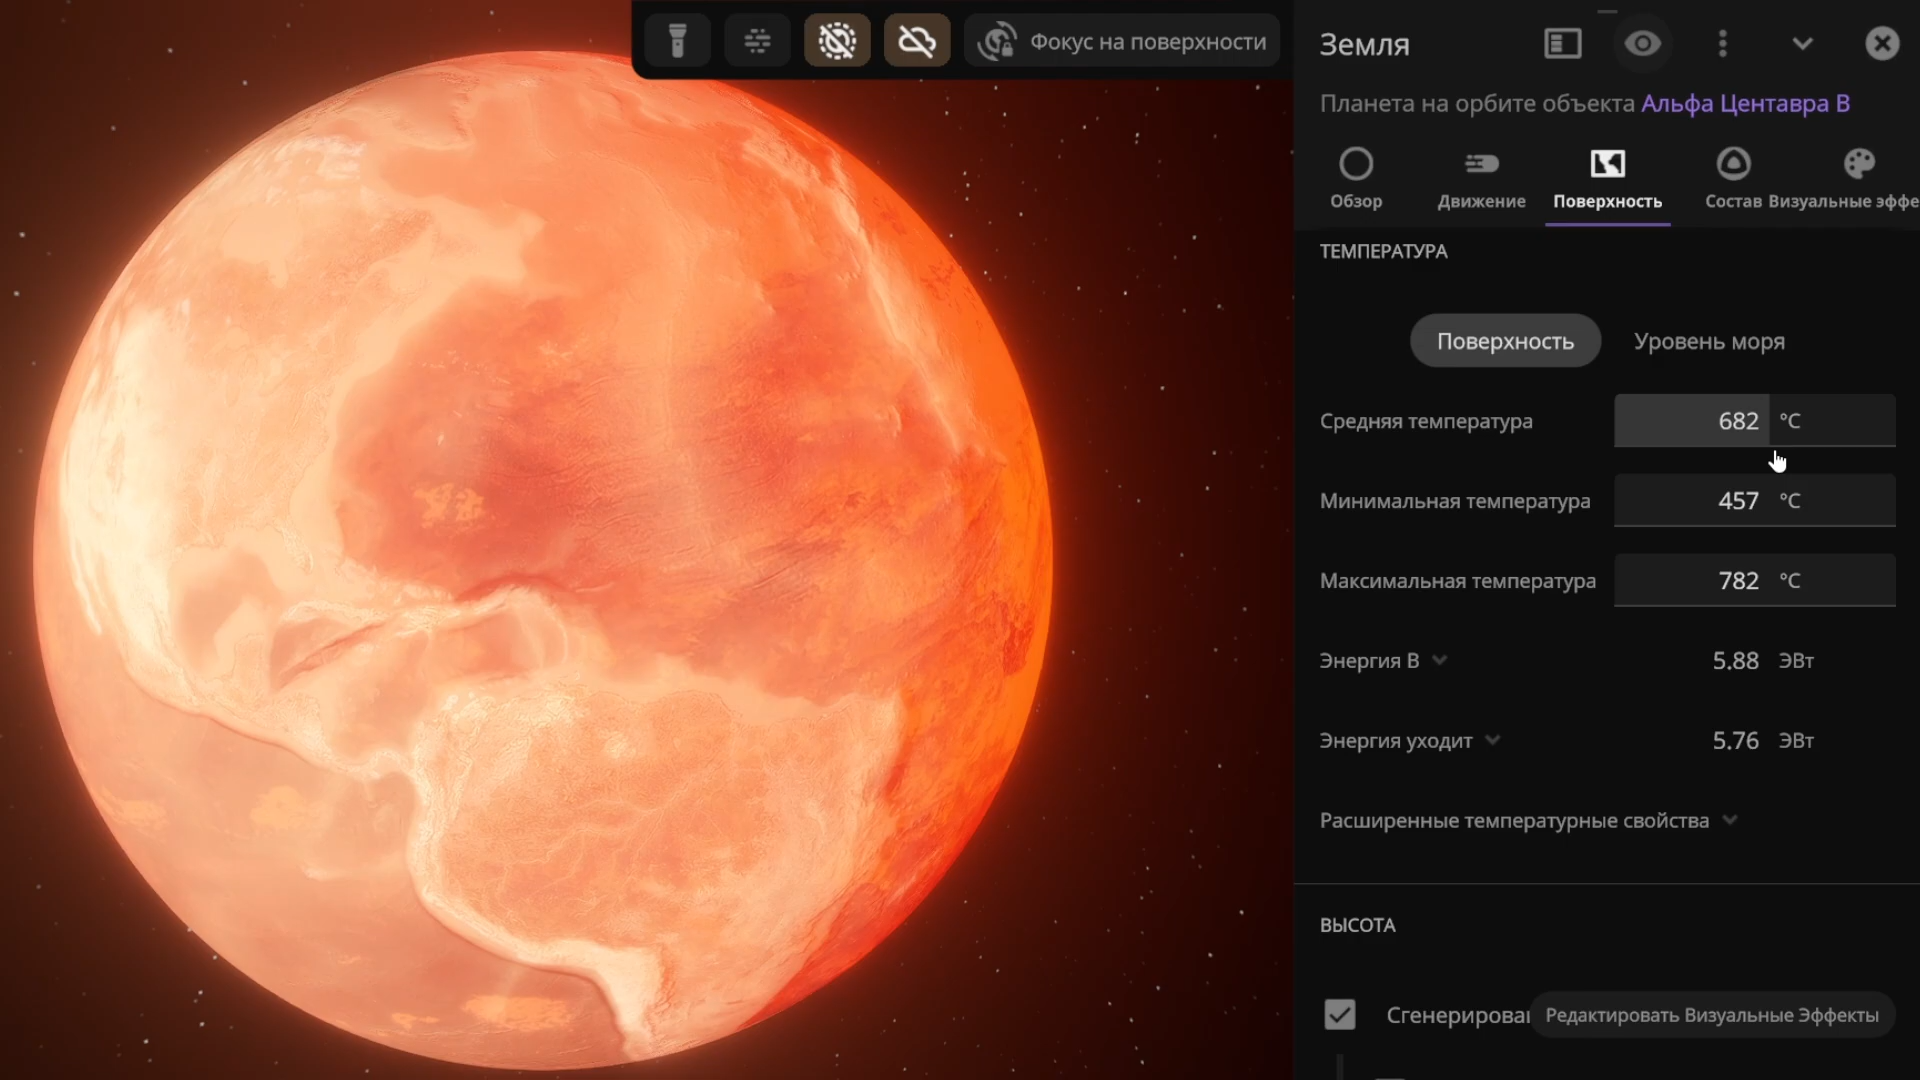 Фокус на поверхности
Земля
Планета на орбите объекта Альфа Центавра B
Обзор
Движение
Поверхность
Состав
Визуальные эффе
ТЕМПЕРАТУРА
Поверхность
Уровень моря
Средняя температура
682 °C
Минимальная температура
457 °C
Максимальная температура
782 °C
Энергия В
5.88 ЭВт
Энергия уходит
5.76 ЭВт
Расширенные температурные свойства
ВЫСОТА
Сгенерирова
Редактировать Визуальные Эффекты